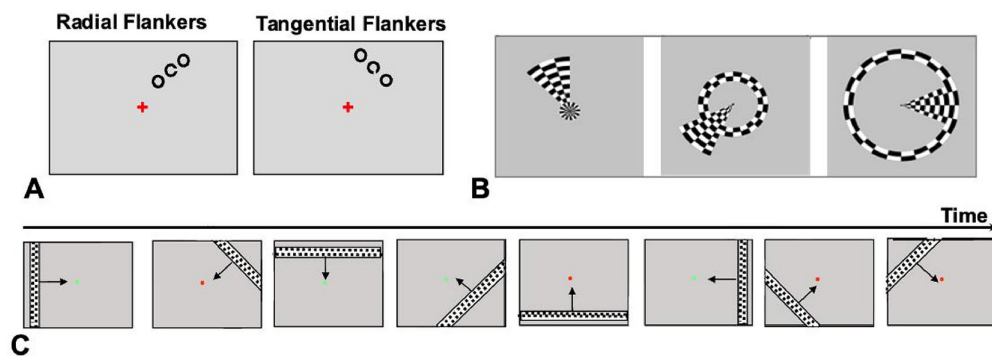 Radial Flankers
Tangential Flankers
A
B
Time
C